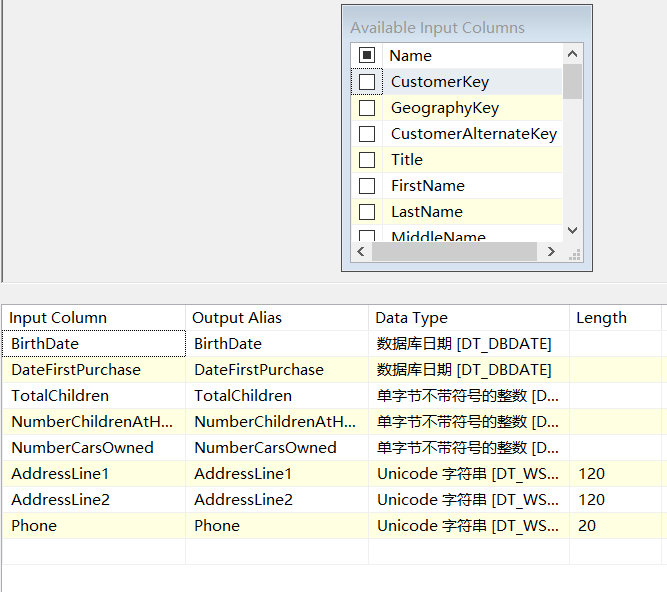 Available Input Columns
Name
CustomerKey
GeographyKey
CustomerAlternateKey
Title
FirstName
LastName
MiddleName
Input Column Output Alias Data Type Length
BirthDate BirthDate 数据库日期 [DT_DBDATE]
DateFirstPurchase DateFirstPurchase 数据库日期 [DT_DBDATE]
TotalChildren TotalChildren 单字节不带符号的整数 [D...
NumberChildrenAtH... NumberChildrenAtH... 单字节不带符号的整数 [D...
NumberCarsOwned NumberCarsOwned 单字节不带符号的整数 [D...
AddressLine1 AddressLine1 Unicode 字符串 [DT_WS... 120
AddressLine2 AddressLine2 Unicode 字符串 [DT_WS... 120
Phone Phone Unicode 字符串 [DT_WS... 20